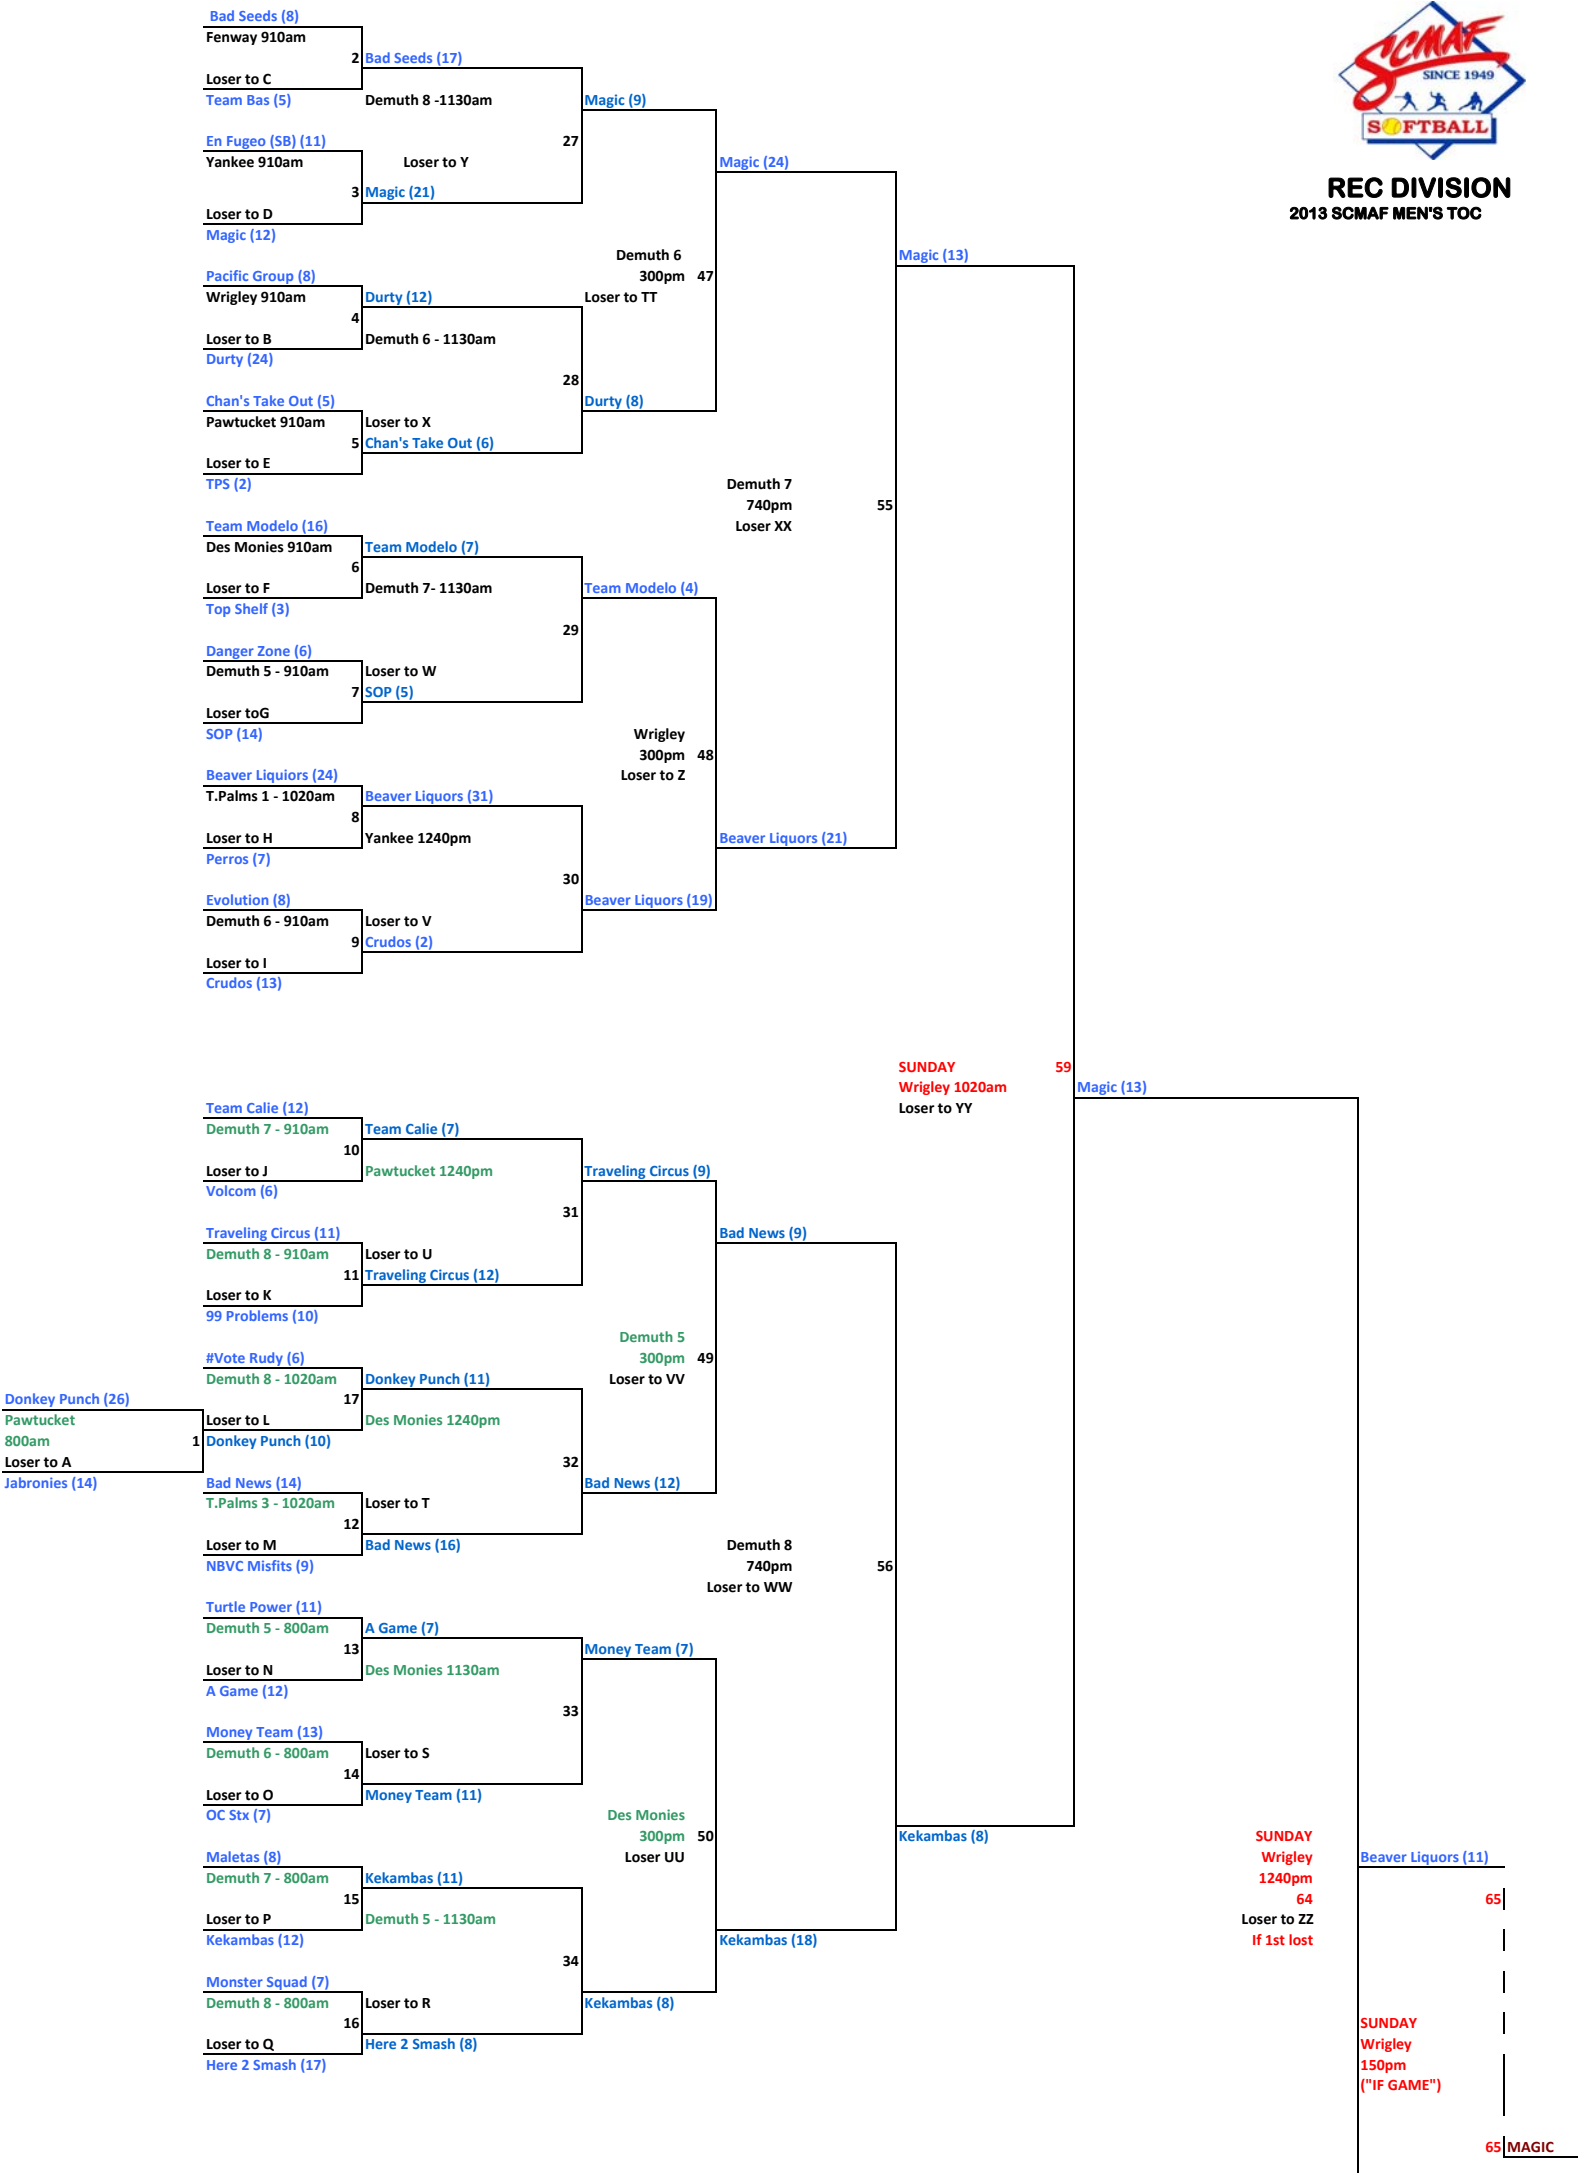 SCMAF
SINCE 1949
SOFTBALL
REC DIVISION
2013 SCMAF MEN'S TOC
Bad Seeds (8)
Fenway 910am
2 Bad Seeds (17)
Loser to C
Team Bas (5)
Demuth 8 -1130am
Magic (9)
En Fugeo (SB) (11)
27
Yankee 910am
Loser to Y
Magic (24)
3 Magic (21)
Loser to D
Magic (12)
Demuth 6
Magic (13)
Pacific Group (8)
300pm 47
Wrigley 910am
Durty (12)
Loser to TT
4
Loser to B
Demuth 6 - 1130am
Durty (24)
28
Chan's Take Out (5)
Durty (8)
Pawtucket 910am
Loser to X
5 Chan's Take Out (6)
Loser to E
TPS (2)
Demuth 7
740pm
55
Team Modelo (16)
Loser XX
Des Monies 910am
Team Modelo (7)
6
Loser to F
Demuth 7- 1130am
Team Modelo (4)
Top Shelf (3)
29
Danger Zone (6)
Demuth 5 - 910am
Loser to W
7 SOP (5)
Loser toG
SOP (14)
Wrigley
300pm 48
Beaver Liquiors (24)
Loser to Z
T.Palms 1 - 1020am
Beaver Liquors (31)
8
Loser to H
Yankee 1240pm
Beaver Liquors (21)
Perros (7)
30
Evolution (8)
Beaver Liquors (19)
Demuth 6 - 910am
Loser to V
9 Crudos (2)
Loser to I
Crudos (13)
SUNDAY
59
Wrigley 1020am
Magic (13)
Team Calie (12)
Loser to YY
Demuth 7 - 910am
Team Calie (7)
10
Loser to J
Pawtucket 1240pm
Traveling Circus (9)
Volcom (6)
31
Traveling Circus (11)
Bad News (9)
Demuth 8 - 910am
Loser to U
11 Traveling Circus (12)
Loser to K
99 Problems (10)
Demuth 5
#Vote Rudy (6)
300pm 49
Demuth 8 - 1020am
Donkey Punch (11)
Loser to VV
Donkey Punch (26)
17
Pawtucket
Loser to L
Des Monies 1240pm
800am
1 Donkey Punch (10)
Loser to A
32
Jabronies (14)
Bad News (14)
Bad News (12)
T.Palms 3 - 1020am
Loser to T
12
Loser to M
Bad News (16)
Demuth 8
NBVC Misfits (9)
740pm
56
Loser to WW
Turtle Power (11)
Demuth 5 - 800am
A Game (7)
13
Money Team (7)
Loser to N
Des Monies 1130am
A Game (12)
33
Money Team (13)
Demuth 6 - 800am
Loser to S
14
Loser to O
Money Team (11)
OC Stx (7)
Des Monies
300pm 50
Kekambas (8)
SUNDAY
Maletas (8)
Loser UU
Wrigley
Beaver Liquors (11)
Demuth 7 - 800am
Kekambas (11)
1240pm
15
64
65
Loser to P
Demuth 5 - 1130am
Loser to ZZ
Kekambas (12)
Kekambas (18)
If 1st lost
34
Monster Squad (7)
Demuth 8 - 800am
Loser to R
Kekambas (8)
16
SUNDAY
Loser to Q
Here 2 Smash (8)
Wrigley
Here 2 Smash (17)
150pm
("IF GAME")
65 MAGIC